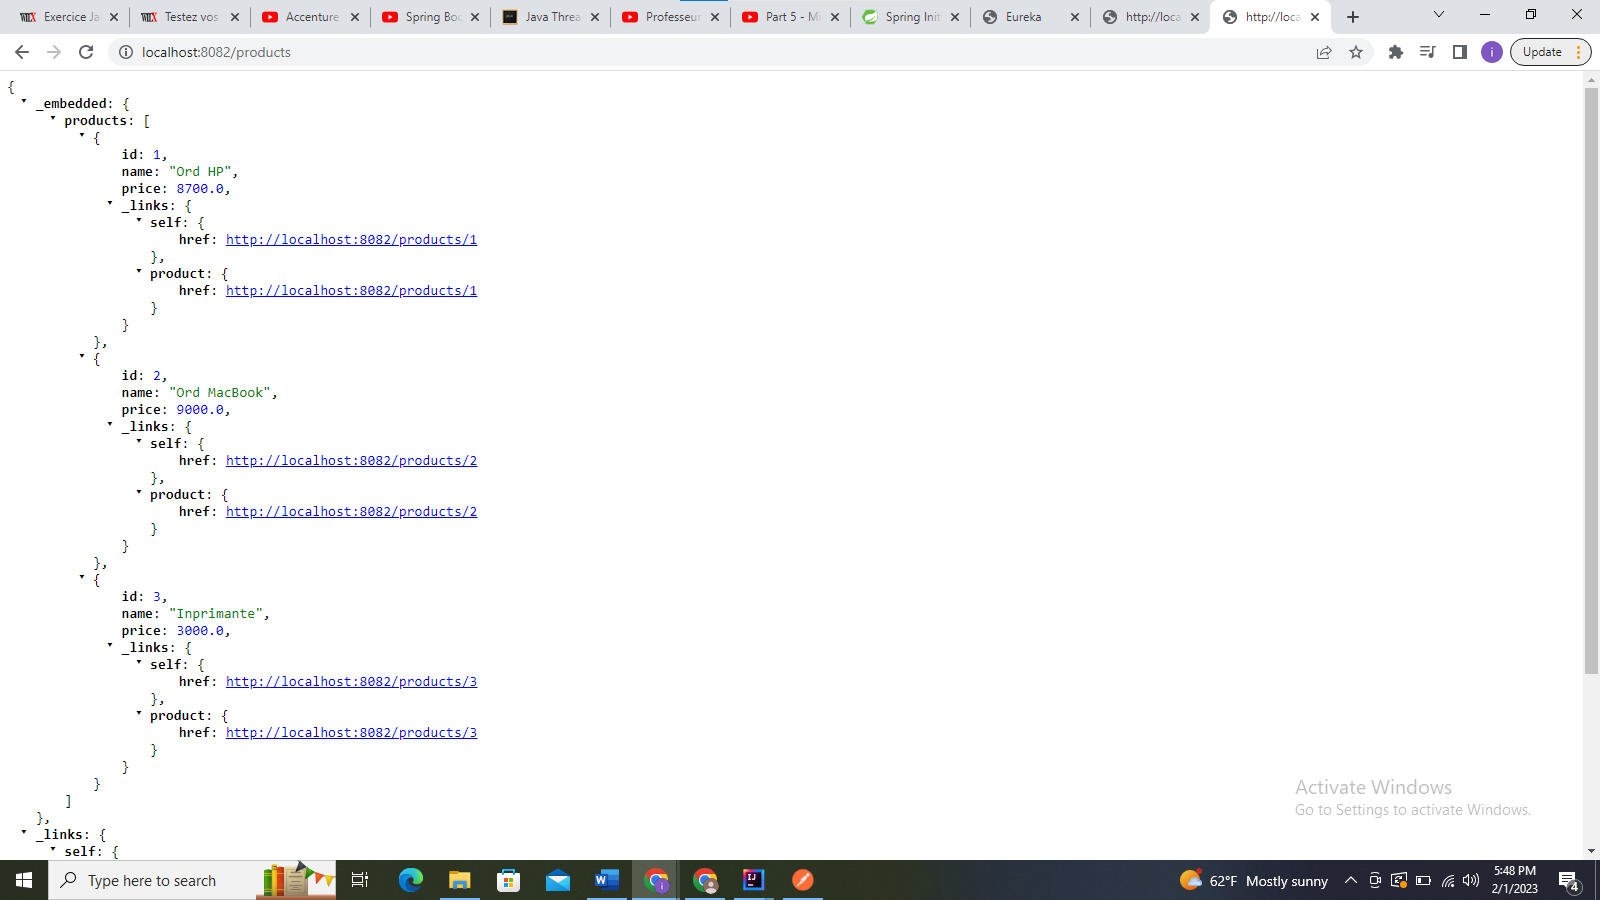 Exercice Ja
Testez vos
Accenture
Spring Boo
Java Threa
Professeur
Part 5 - Mi
Spring Init
Eureka
http://loca
http://loca
localhost:8082/products
i
Update
{
_embedded: {
products: [
{
id: 1,
name: "Ord HP",
price: 8700.0,
_links: {
self: {
href: http://localhost:8082/products/1
},
product: {
href: http://localhost:8082/products/1
}
}
},
{
id: 2,
name: "Ord MacBook",
price: 9000.0,
_links: {
self: {
href: http://localhost:8082/products/2
},
product: {
href: http://localhost:8082/products/2
}
}
},
{
id: 3,
name: "Inprimante",
price: 3000.0,
_links: {
self: {
href: http://localhost:8082/products/3
},
product: {
href: http://localhost:8082/products/3
}
}
}
]
},
_links: {
self: {
Activate Windows
Go to Settings to activate Windows.
Type here to search
62°F Mostly sunny
5:48 PM
2/1/2023
4